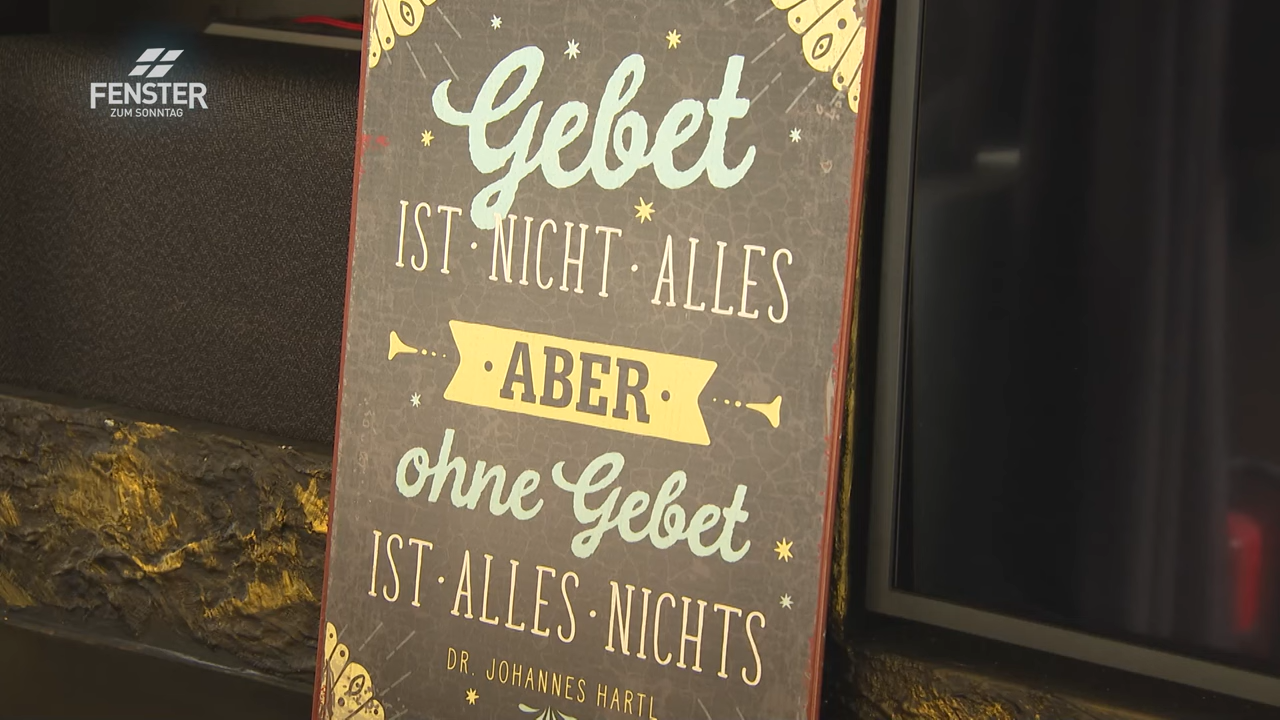 FENSTER
ZUM SONNTAG
Gebet
IST · NICHT · ALLES
· ABER ·
ohne Gebet
IST · ALLES · NICHTS
DR. JOHANNES HARTL